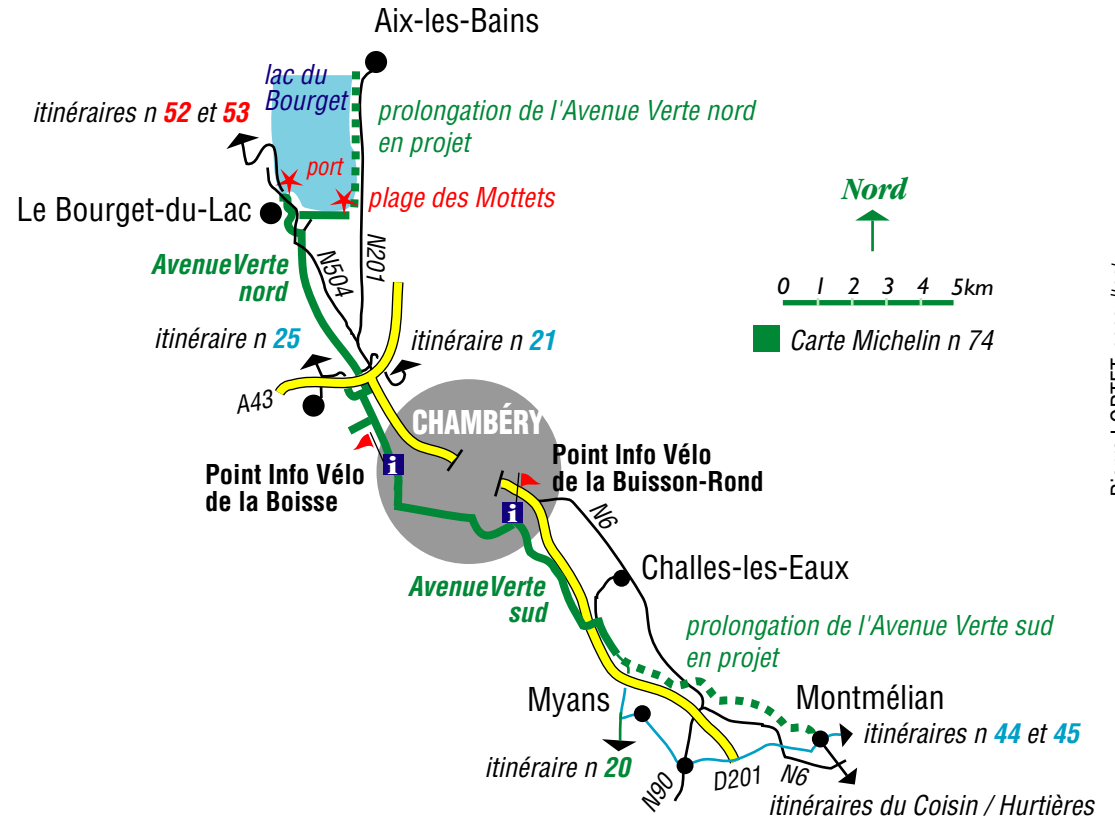 Aix-les-Bains
lac du
Bourget
itinéraires n 52 et 53
prolongation de l'Avenue Verte nord
en projet
port
plage des Mottets
Le Bourget-du-Lac
Nord
AvenueVerte
nord
N504
N201
0 1 2 3 4 5km
itinéraire n 25
itinéraire n 21
Carte Michelin n 74
A43
CHAMBÉRY
Point Info Vélo
de la Boisse
i
Point Info Vélo
de la Buisson-Rond
i
N6
Challes-les-Eaux
AvenueVerte
sud
prolongation de l'Avenue Verte sud
en projet
Myans
Montmélian
itinéraires n 44 et 45
itinéraire n 20
N90
D201
N6
itinéraires du Coisin / Hurtières